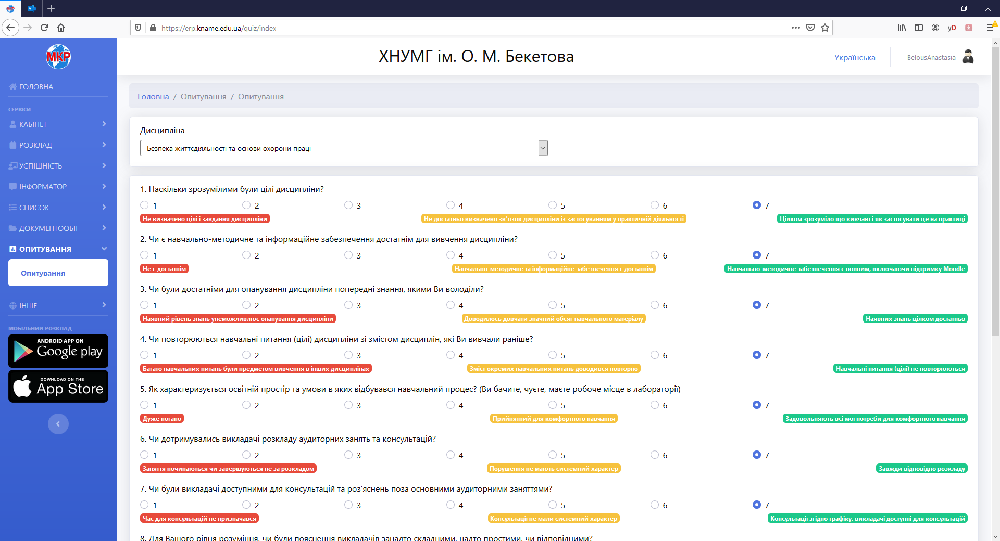 https://erp.kname.edu.ua/quiz/index
МКР
ХНУМГ ім. О. М. Бекетова
Українська
BelousAnastasia
ГОЛОВНА
СЕРВІСИ
КАБІНЕТ
РОЗКЛАД
УСПІШНІСТЬ
ІНФОРМАТОР
СПИСОК
ДОКУМЕНТООБІГ
ОПИТУВАННЯ
Опитування
ІНШЕ
МОБІЛЬНИЙ РОЗКЛАД
ANDROID APP ON
Google play
DOWNLOAD ON THE
App Store
Головна / Опитування / Опитування
Дисципліна
Безпека життєдіяльності та основи охорони праці
1. Наскільки зрозумілими були цілі дисципліни?
1 2 3 4 5 6 7
Не визначено цілі і завдання дисципліни Не достатньо визначено зв'язок дисципліни із застосуванням у практичній діяльності Цілком зрозуміло що вивчаю і як застосувати це на практиці
2. Чи є навчально-методичне та інформаційне забезпечення достатнім для вивчення дисципліни?
1 2 3 4 5 6 7
Не є достатнім Навчально-методичне та інформаційне забезпечення є достатнім Навчально-методичне забезпечення є повним, включаючи підтримку Moodle
3. Чи були достатніми для опанування дисципліни попередні знання, якими Ви володіли?
1 2 3 4 5 6 7
Наявний рівень знань унеможливлює опанування дисципліни Доводилось довчати значний обсяг навчального матеріалу Наявних знань цілком достатньо
4. Чи повторюються навчальні питання (цілі) дисципліни зі змістом дисциплін, які Ви вивчали раніше?
1 2 3 4 5 6 7
Багато навчальних питань були предметом вивчення в інших дисциплінах Зміст окремих навчальних питань доводився повторно Навчальні питання (цілі) не повторюються
5. Як характеризується освітній простір та умови в яких відбувався навчальний процес? (Ви бачите, чуєте, маєте робоче місце в лабораторії)
1 2 3 4 5 6 7
Дуже погано Прийнятний для комфортного навчання Задовольняють всі мої потреби для комфортного навчання
6. Чи дотримувались викладачі розкладу аудиторних занять та консультацій?
1 2 3 4 5 6 7
Заняття починаються чи завершуються не за розкладом Порушення не мають системний характер Завжди відповідно розкладу
7. Чи були викладачі доступними для консультацій та роз'яснень поза основними аудиторними заняттями?
1 2 3 4 5 6 7
Час для консультацій не призначався Консультації не мали системний характер Консультації згідно графіку, викладачі доступні для консультацій
8. Для Вашого рівня розуміння, чи були пояснення викладачів занадто складними, надто простими, чи відповідними?